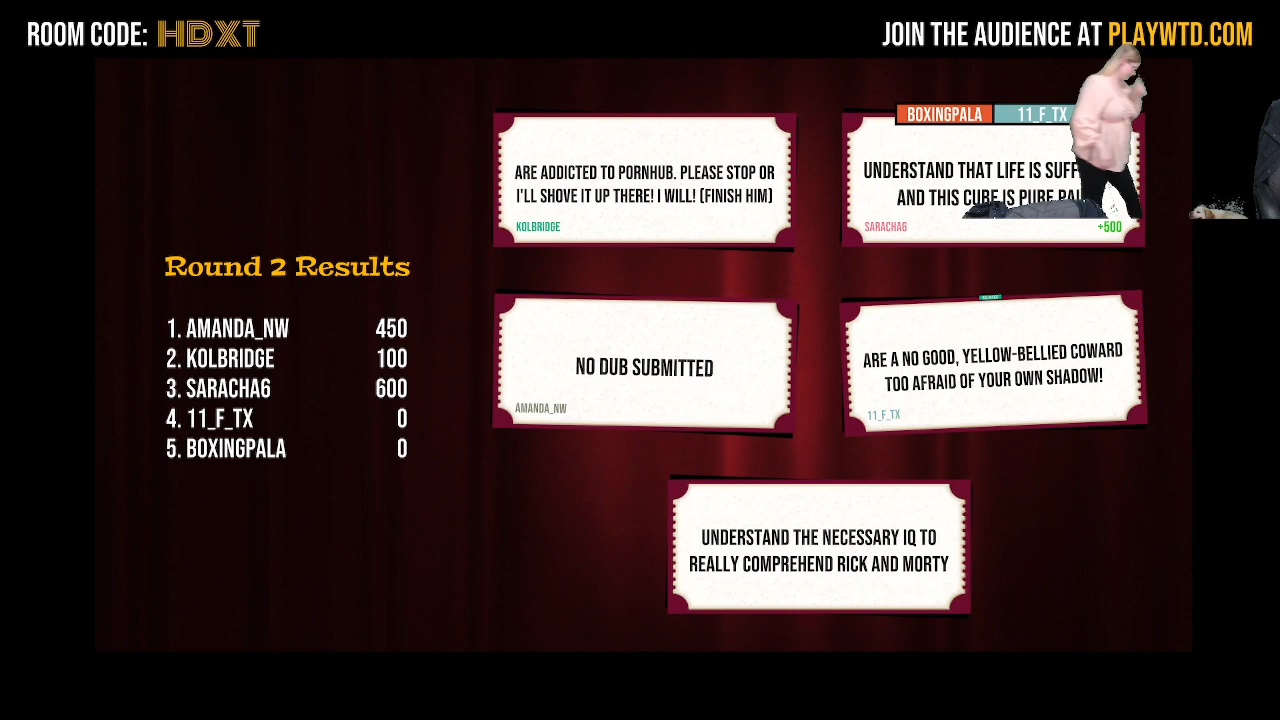 ROOM CODE: HDXT
JOIN THE AUDIENCE AT PLAYWTD.COM
Round 2 Results
1. AMANDA_NW 450
2. KOLBRIDGE 100
3. SARACHA6 600
4. 11_F_TX 0
5. BOXINGPALA 0
ARE ADDICTED TO PORNHUB. PLEASE STOP OR
I'LL SHOVE IT UP THERE! I WILL! (FINISH HIM)
KOLBRIDGE
BOXINGPALA 11_F_TX
UNDERSTAND THAT LIFE IS
AND THIS CUBE IS PURE
SARACHA6 +500
NO DUB SUBMITTED
AMANDA_NW
ARE A NO GOOD, YELLOW-BELLIED COWARD
TOO AFRAID OF YOUR OWN SHADOW!
11_F_TX
UNDERSTAND THE NECESSARY IQ TO
REALLY COMPREHEND RICK AND MORTY